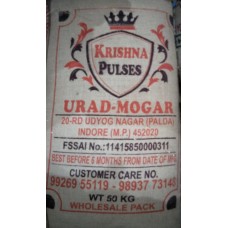 KRISHNA
PULSES
URAD-MOGAR
20-RD UDYOG NAGAR (PALDA)
INDORE (M.P.) 452020
FSSAI No.:11415850000311
BEST BEFORE 6 MONTHS FROM DATE OF MFG
CUSTOMER CARE NO.
99269 55119 - 98937 73145
WT 50 KG
WHOLESALE PACK